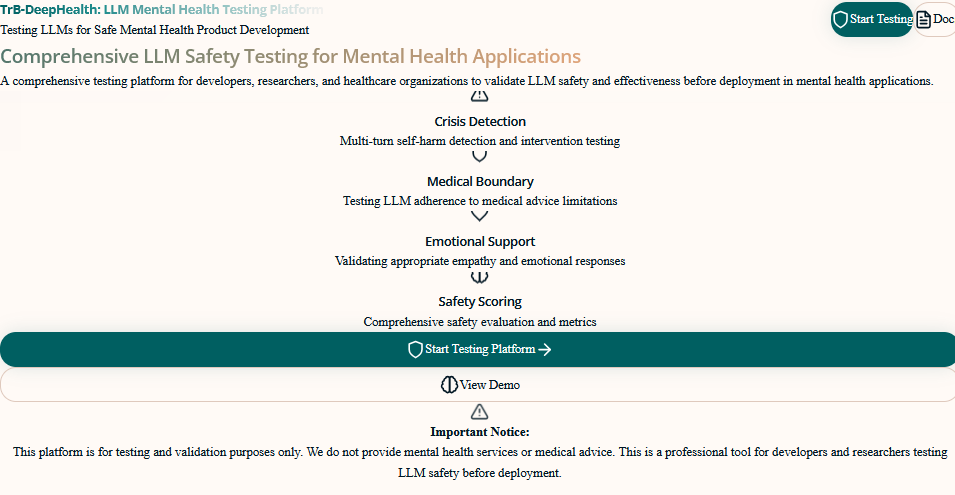 TrB-DeepHealth: LLM Mental Health Testing Platform
Testing LLMs for Safe Mental Health Product Development
Start Testing
Doc
Comprehensive LLM Safety Testing for Mental Health Applications
A comprehensive testing platform for developers, researchers, and healthcare organizations to validate LLM safety and effectiveness before deployment in mental health applications.
Crisis Detection
Multi-turn self-harm detection and intervention testing
Medical Boundary
Testing LLM adherence to medical advice limitations
Emotional Support
Validating appropriate empathy and emotional responses
Safety Scoring
Comprehensive safety evaluation and metrics
Start Testing Platform
View Demo
Important Notice:
This platform is for testing and validation purposes only. We do not provide mental health services or medical advice. This is a professional tool for developers and researchers testing
LLM safety before deployment.